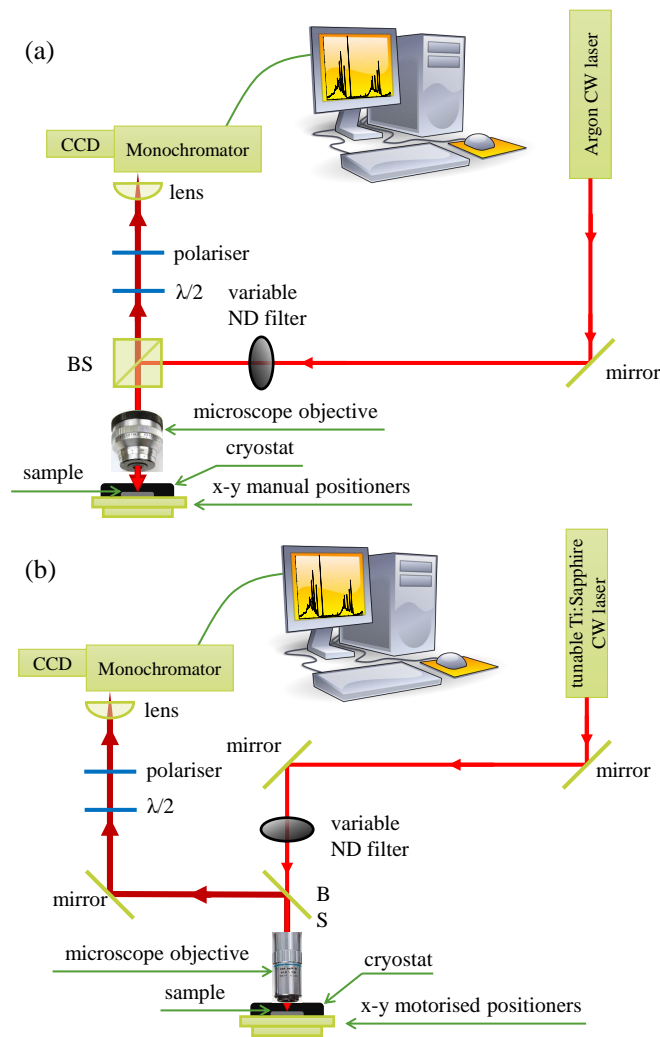 (a)
Argon CW laser
CCD
Monochromator
lens
polariser
λ/2
variable
ND filter
BS
mirror
microscope objective
cryostat
sample
x-y manual positioners
(b)
tunable Ti:Sapphire
CW laser
CCD
Monochromator
lens
mirror
mirror
polariser
λ/2
variable
ND filter
mirror
B
S
microscope objective
cryostat
sample
x-y motorised positioners